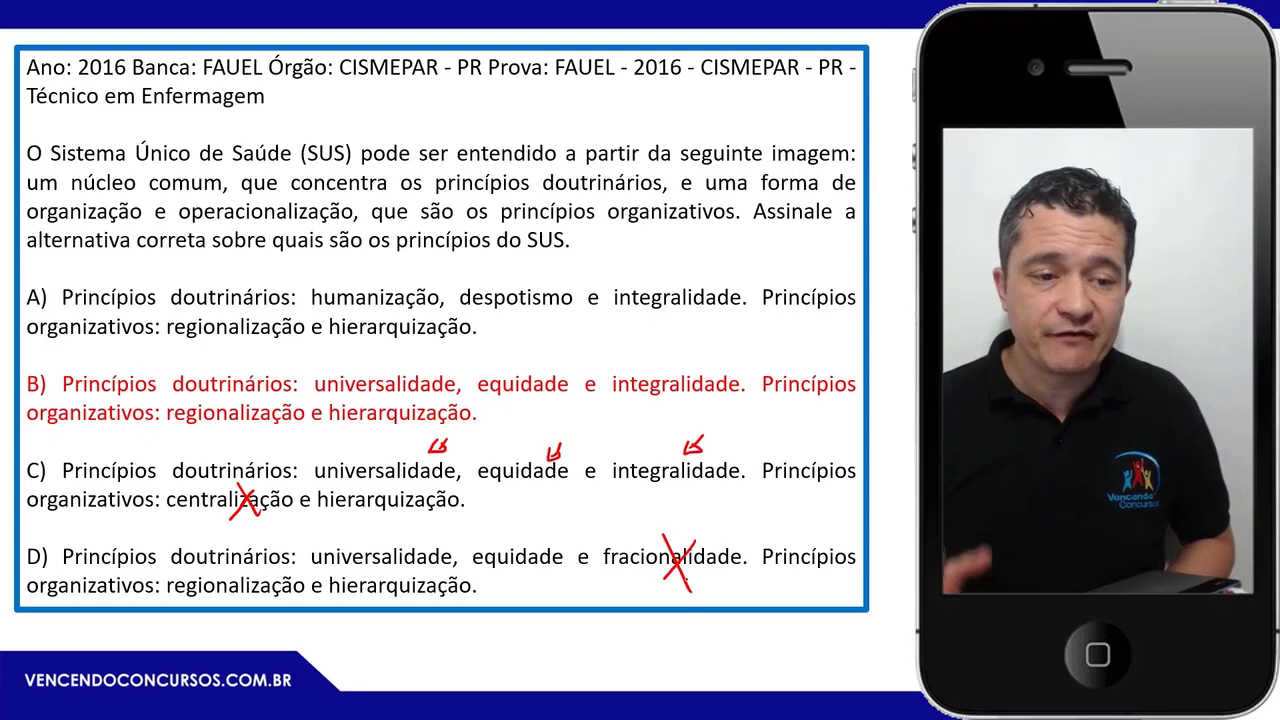 Ano: 2016 Banca: FAUEL Órgão: CISMEPAR - PR Prova: FAUEL - 2016 - CISMEPAR - PR -
Técnico em Enfermagem
O Sistema Único de Saúde (SUS) pode ser entendido a partir da seguinte imagem:
um núcleo comum, que concentra os princípios doutrinários, e uma forma de
organização e operacionalização, que são os princípios organizativos. Assinale a
alternativa correta sobre quais são os princípios do SUS.
A) Princípios doutrinários: humanização, despotismo e integralidade. Princípios
organizativos: regionalização e hierarquização.
B) Princípios doutrinários: universalidade, equidade e integralidade. Princípios
organizativos: regionalização e hierarquização.
C) Princípios doutrinários: universalidade, equidade e integralidade. Princípios
organizativos: centralização e hierarquização.
D) Princípios doutrinários: universalidade, equidade e fracionalidade. Princípios
organizativos: regionalização e hierarquização.
Vencendo
Concursos
VENCENDOCONCURSOS.COM.BR